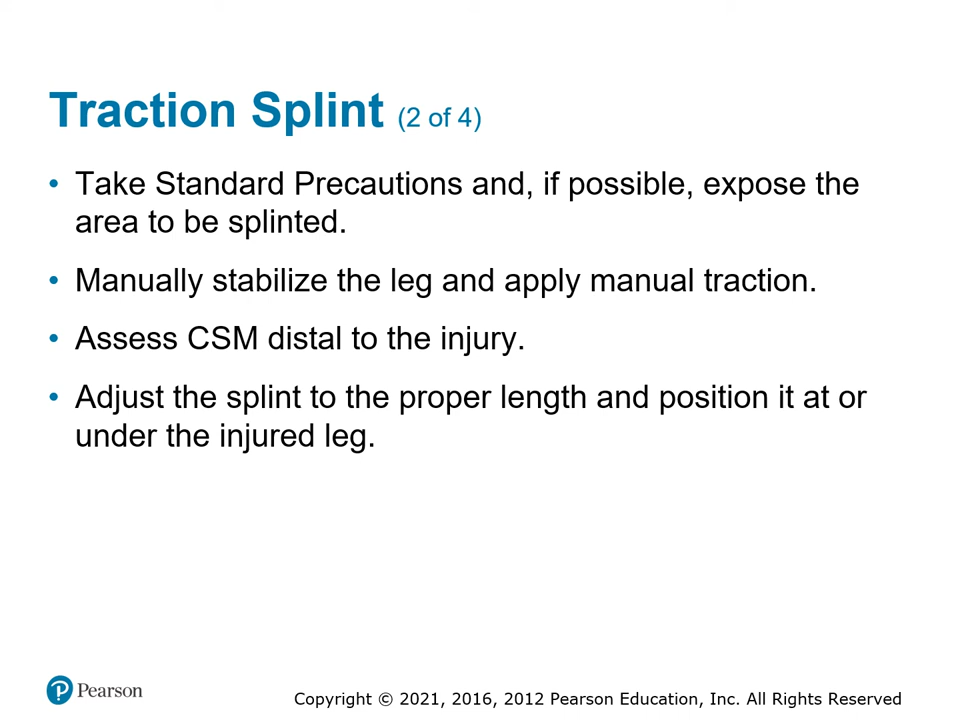 Traction Splint (2 of 4)
• Take Standard Precautions and, if possible, expose the
area to be splinted.
• Manually stabilize the leg and apply manual traction.
• Assess CSM distal to the injury.
• Adjust the splint to the proper length and position it at or
under the injured leg.
Pearson
Copyright © 2021, 2016, 2012 Pearson Education, Inc. All Rights Reserved